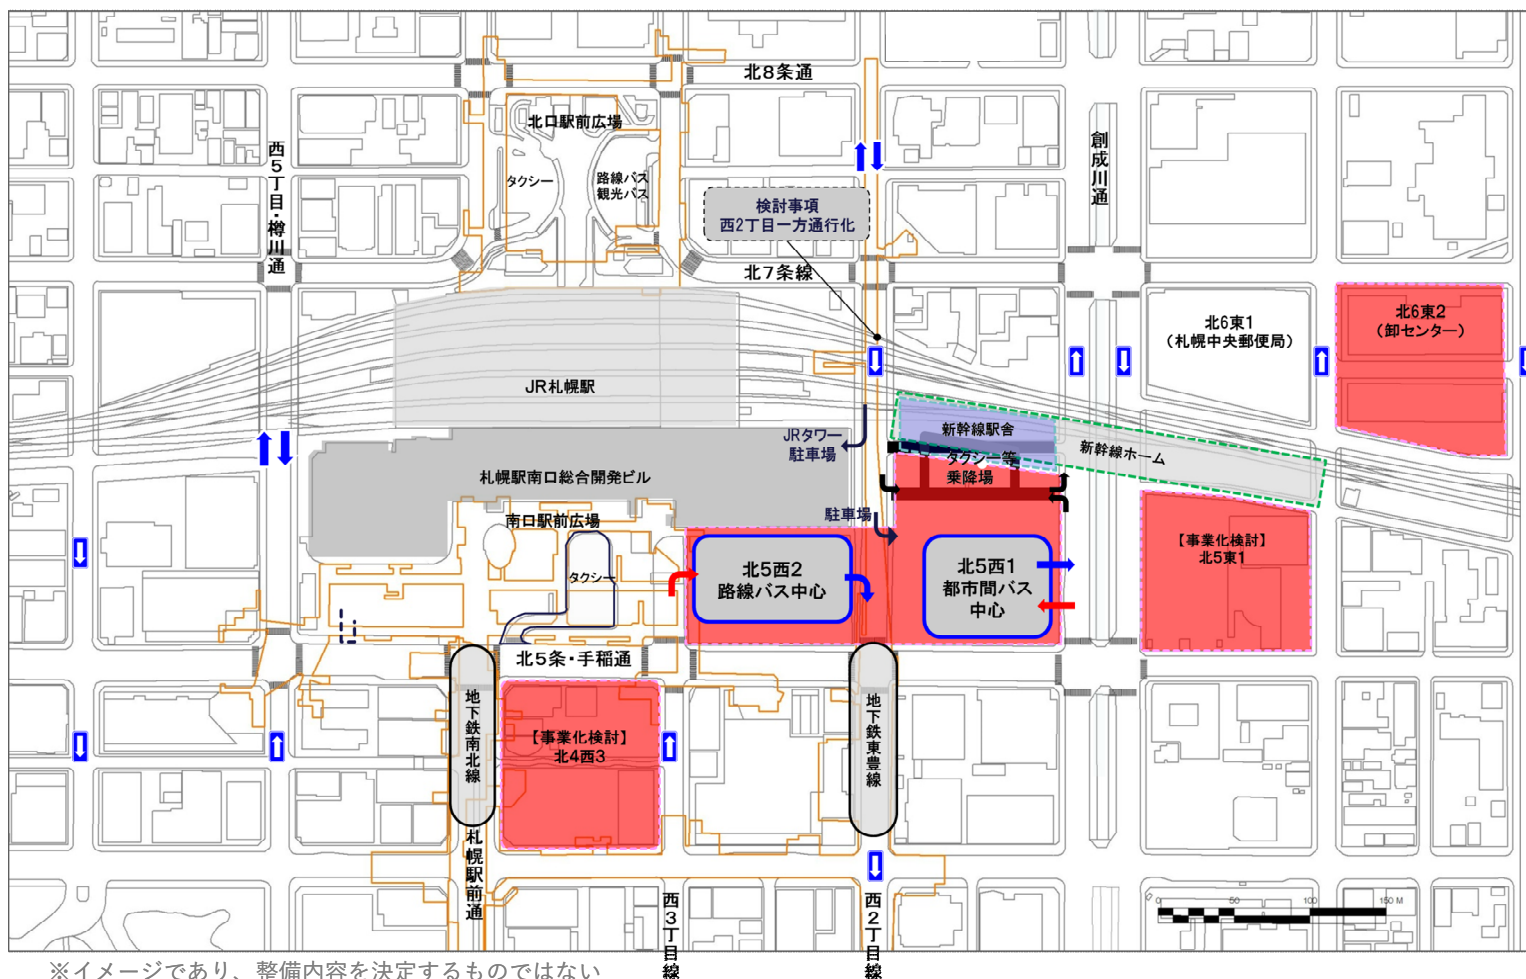 北8条通
北口駅前広場
創成川通
西5丁目・樽川通
タクシー
路線バス
観光バス
検討事項
西2丁目一方通行化
北7条線
北6東1
(札幌中央郵便局)
北6東2
(卸センター)
JR札幌駅
JRタワー
駐車場
新幹線駅舎
新幹線ホーム
タクシー等
乗降場
札幌駅南口総合開発ビル
南口駅前広場
駐車場
【事業化検討】
北5東1
タクシー
北5西2
路線バス中心
北5西1
都市間バス
中心
北5条・手稲通
地下鉄南北線
地下鉄東豊線
【事業化検討】
北4西3
札幌駅前通
西3丁目線
西2丁目線
0 50 100 150 M
※イメージであり、整備内容を決定するものではない